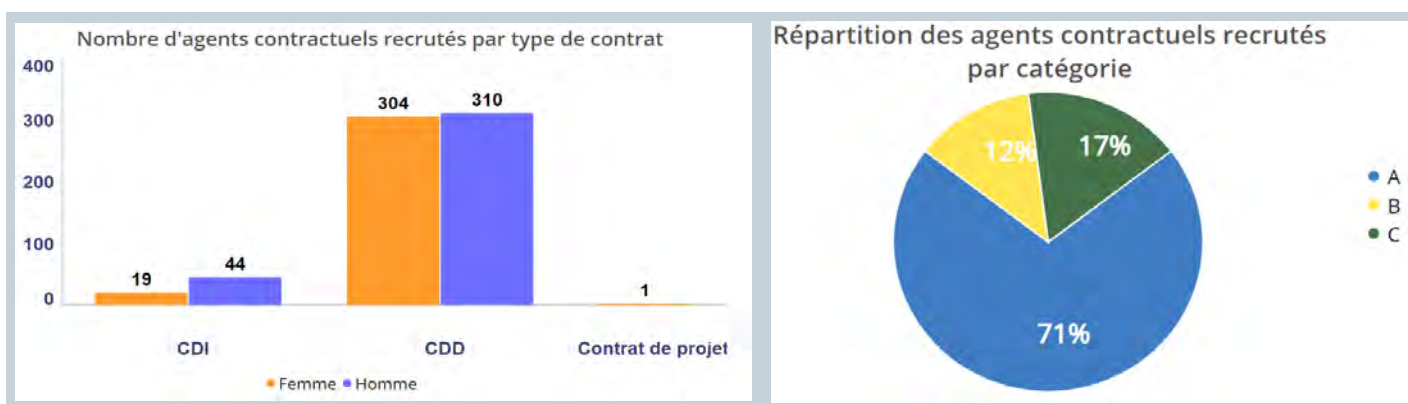 Nombre d'agents contractuels recrutés par type de contrat
400
300
200
100
0
19
44
304
310
1
CDI
CDD
Contrat de projet
Femme
Homme
Répartition des agents contractuels recrutés
par catégorie
12%
17%
71%
A
B
C